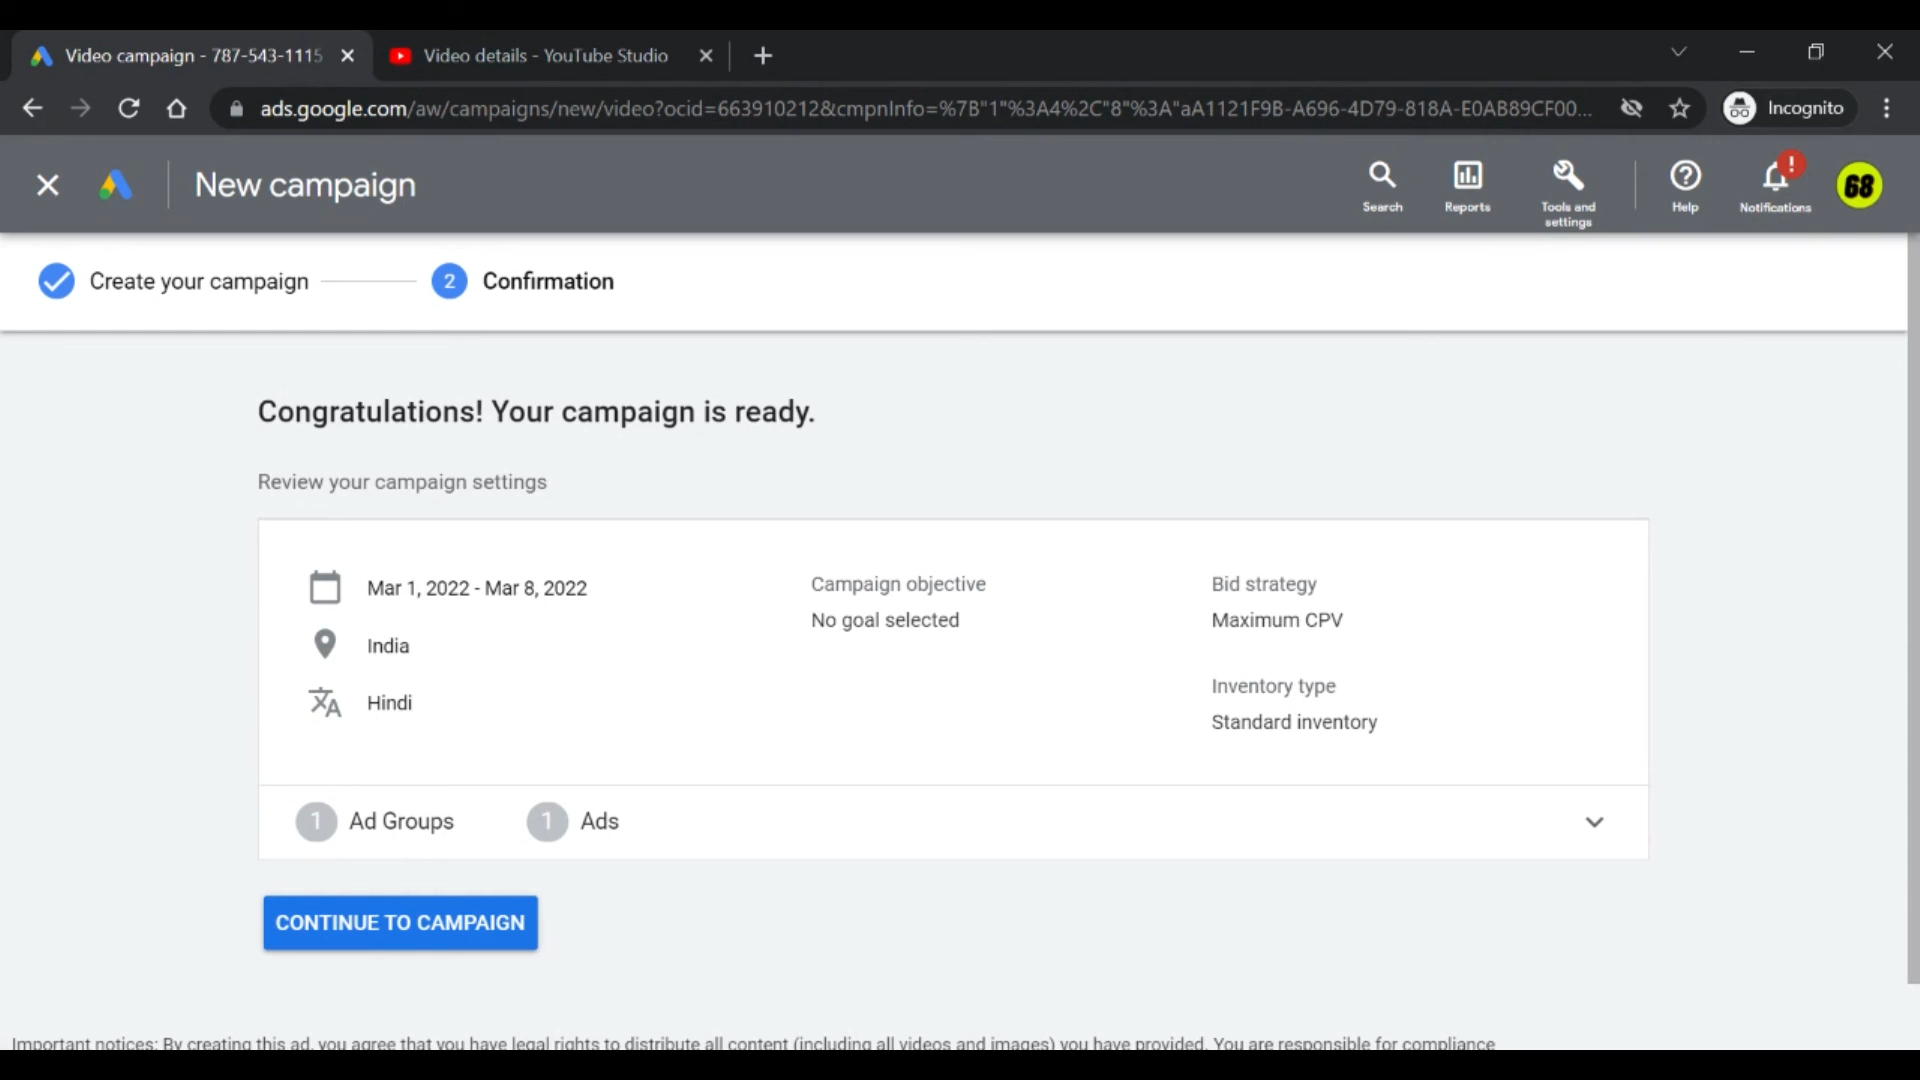 Video campaign - 787-543-1115
Video details - YouTube Studio
ads.google.com/aw/campaigns/new/video?ocid=663910212&cmpnInfo=%7B"1"%3A4%2C"8"%3A"aA1121F9B-A696-4D79-818A-E0AB89CF00...
Incognito
New campaign
Search
Reports
Tools and
settings
Help
!
Notifications
68
Create your campaign
2 Confirmation
Congratulations! Your campaign is ready.
Review your campaign settings
Mar 1, 2022 - Mar 8, 2022
India
Hindi
Campaign objective
No goal selected
Bid strategy
Maximum CPV
Inventory type
Standard inventory
1 Ad Groups
1 Ads
CONTINUE TO CAMPAIGN
Important notices: By creating this ad, you agree that you have legal rights to distribute all content (including all videos and images) you have provided. You are responsible for compliance